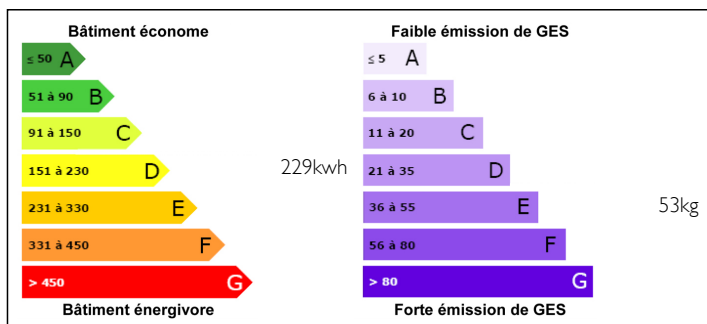 Bâtiment économe
≤ 50 A
51 à 90 B
91 à 150 C
151 à 230 D
229kwh
231 à 330 E
331 à 450 F
> 450 G
Bâtiment énergivore
Faible émission de GES
≤ 5 A
6 à 10 B
11 à 20 C
21 à 35 D
36 à 55 E
53kg
56 à 80 F
> 80 G
Forte émission de GES